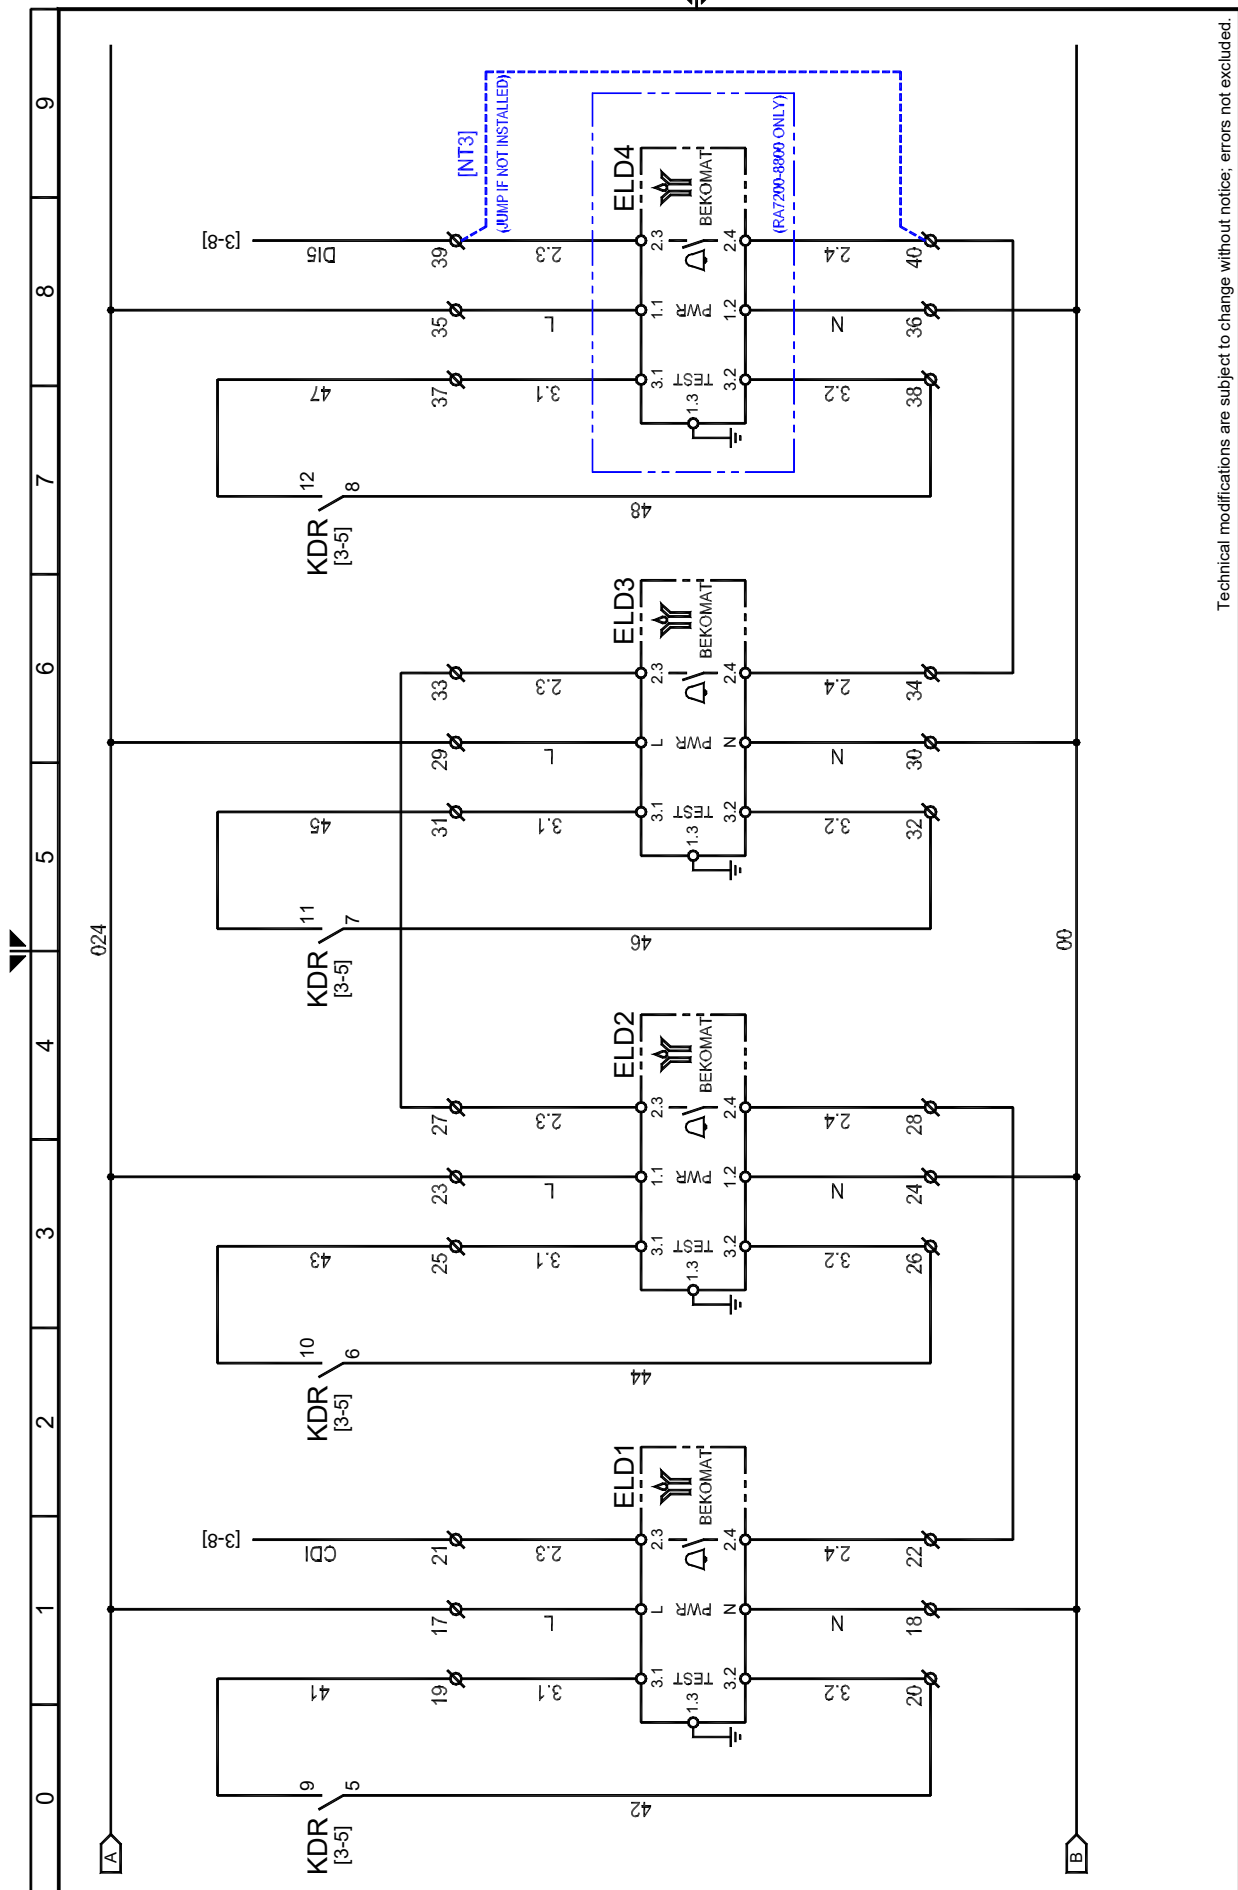 0
1
2
3
4
5
6
7
8
9
A
024
B
00
KDR
[3-5]
9
5
41
42
19
3.1
3.1
TEST
3.2
3.2
20
1.3
17
L
L
PWR
N
N
18
[3-8]
CDI
21
2.3
2.3
2.4
2.4
22
ELD1
BEKOMAT
KDR
[3-5]
10
6
43
44
25
3.1
3.1
TEST
3.2
3.2
26
1.3
23
L
1.1
PWR
1.2
N
24
27
2.3
2.3
2.4
2.4
28
ELD2
BEKOMAT
KDR
[3-5]
11
7
45
46
31
3.1
3.1
TEST
3.2
3.2
32
1.3
29
L
L
PWR
N
N
30
33
2.3
2.3
2.4
2.4
34
ELD3
BEKOMAT
KDR
[3-5]
12
8
47
48
37
3.1
3.1
TEST
3.2
3.2
38
1.3
35
L
1.1
PWR
1.2
N
36
[3-8]
DI5
39
2.3
2.3
2.4
2.4
40
ELD4
BEKOMAT
[NT3]
(JUMP IF NOT INSTALLED)
(RA7200-8800 ONLY)
Technical modifications are subject to change without notice; errors not excluded.